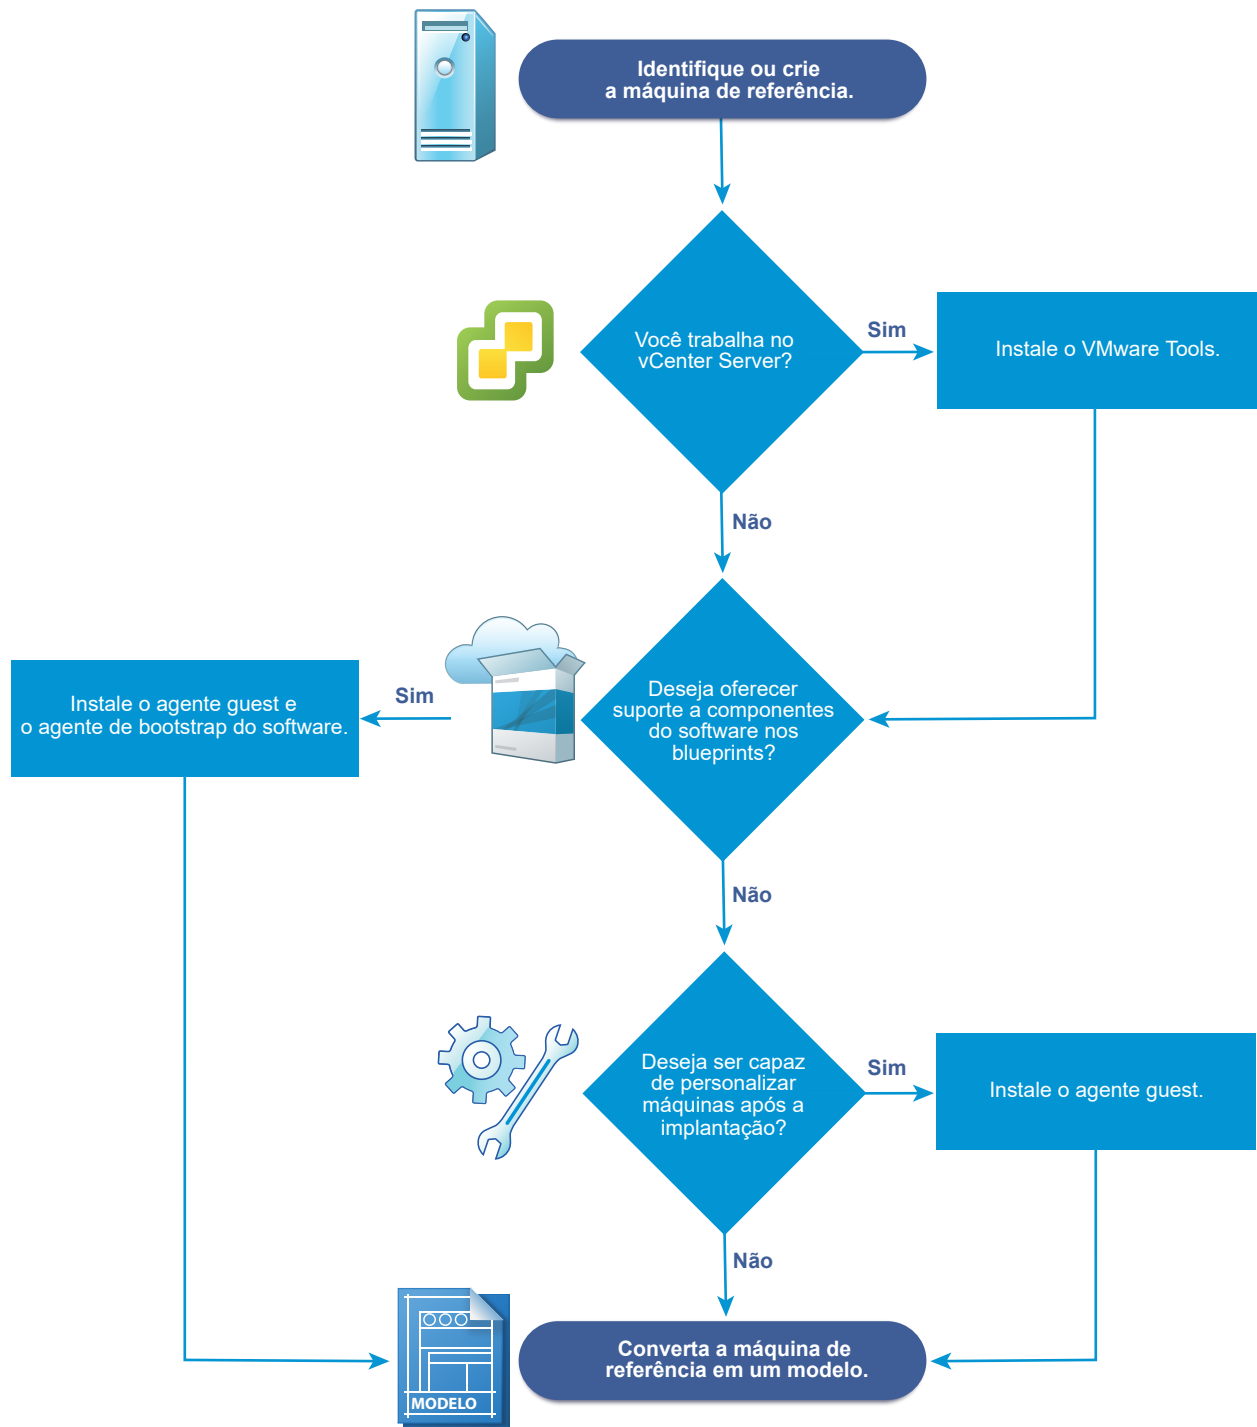 Identifique ou crie
a máquina de referência.
Você trabalha no
vCenter Server?
Sim
Instale o VMware Tools.
Não
Deseja oferecer
suporte a componentes
do software nos
blueprints?
Sim
Instale o agente guest e
o agente de bootstrap do software.
Não
Deseja ser capaz
de personalizar
máquinas após a
implantação?
Sim
Instale o agente guest.
Não
MODELO
Converta a máquina de
referência em um modelo.